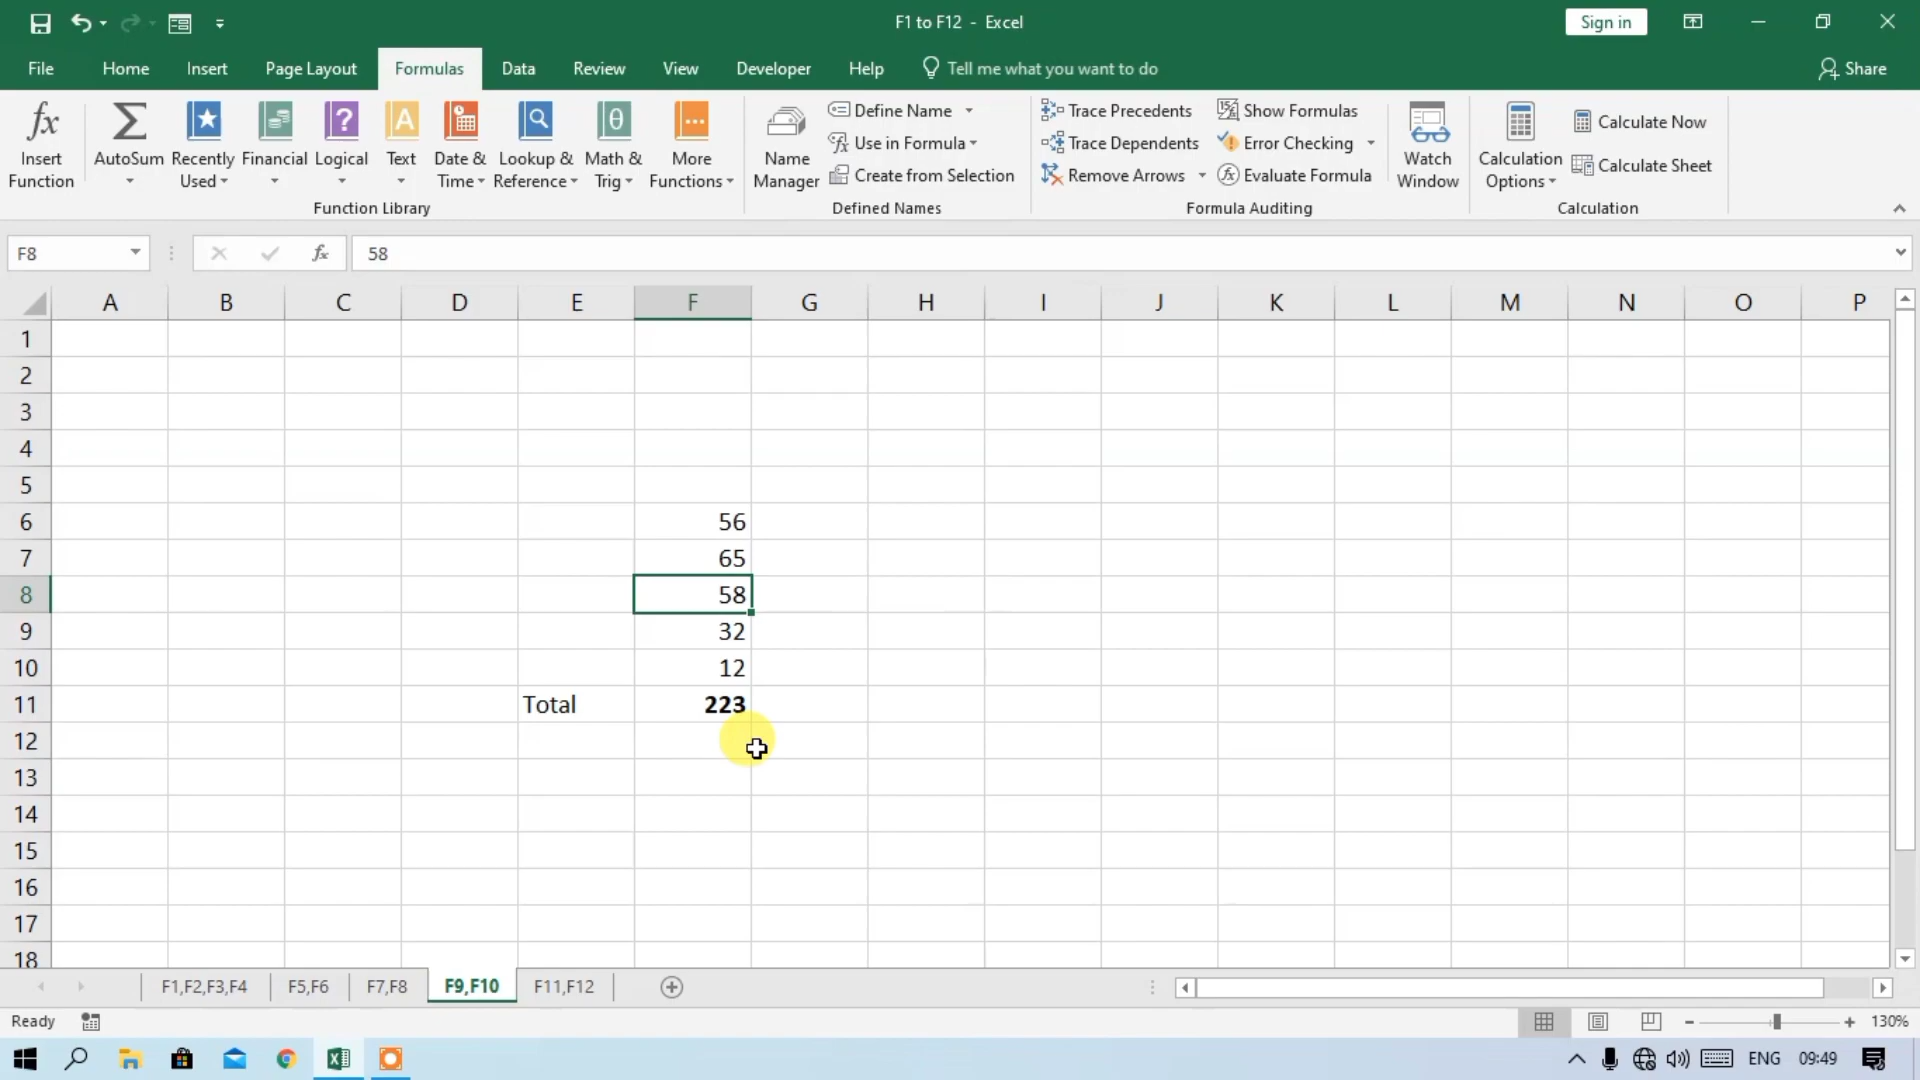 F1 to F12 - Excel
Sign in
File Home Insert Page Layout Formulas Data Review View Developer Help Tell me what you want to do Share
Insert Function
AutoSum
Recently Used
Financial
Logical
Text
Date & Time
Lookup & Reference
Math & Trig
More Functions
Function Library
Name Manager
Define Name
Use in Formula
Create from Selection
Defined Names
Trace Precedents
Trace Dependents
Remove Arrows
Show Formulas
Error Checking
Evaluate Formula
Formula Auditing
Watch Window
Calculation Options
Calculate Now
Calculate Sheet
Calculation
F8 fx 58
A B C D E F G H I J K L M N O P
1
2
3
4
5
6 56
7 65
8 58
9 32
10 12
11 Total 223
12
13
14
15
16
17
18
F1,F2,F3,F4 F5,F6 F7,F8 F9,F10 F11,F12
Ready 130%
ENG 09:49